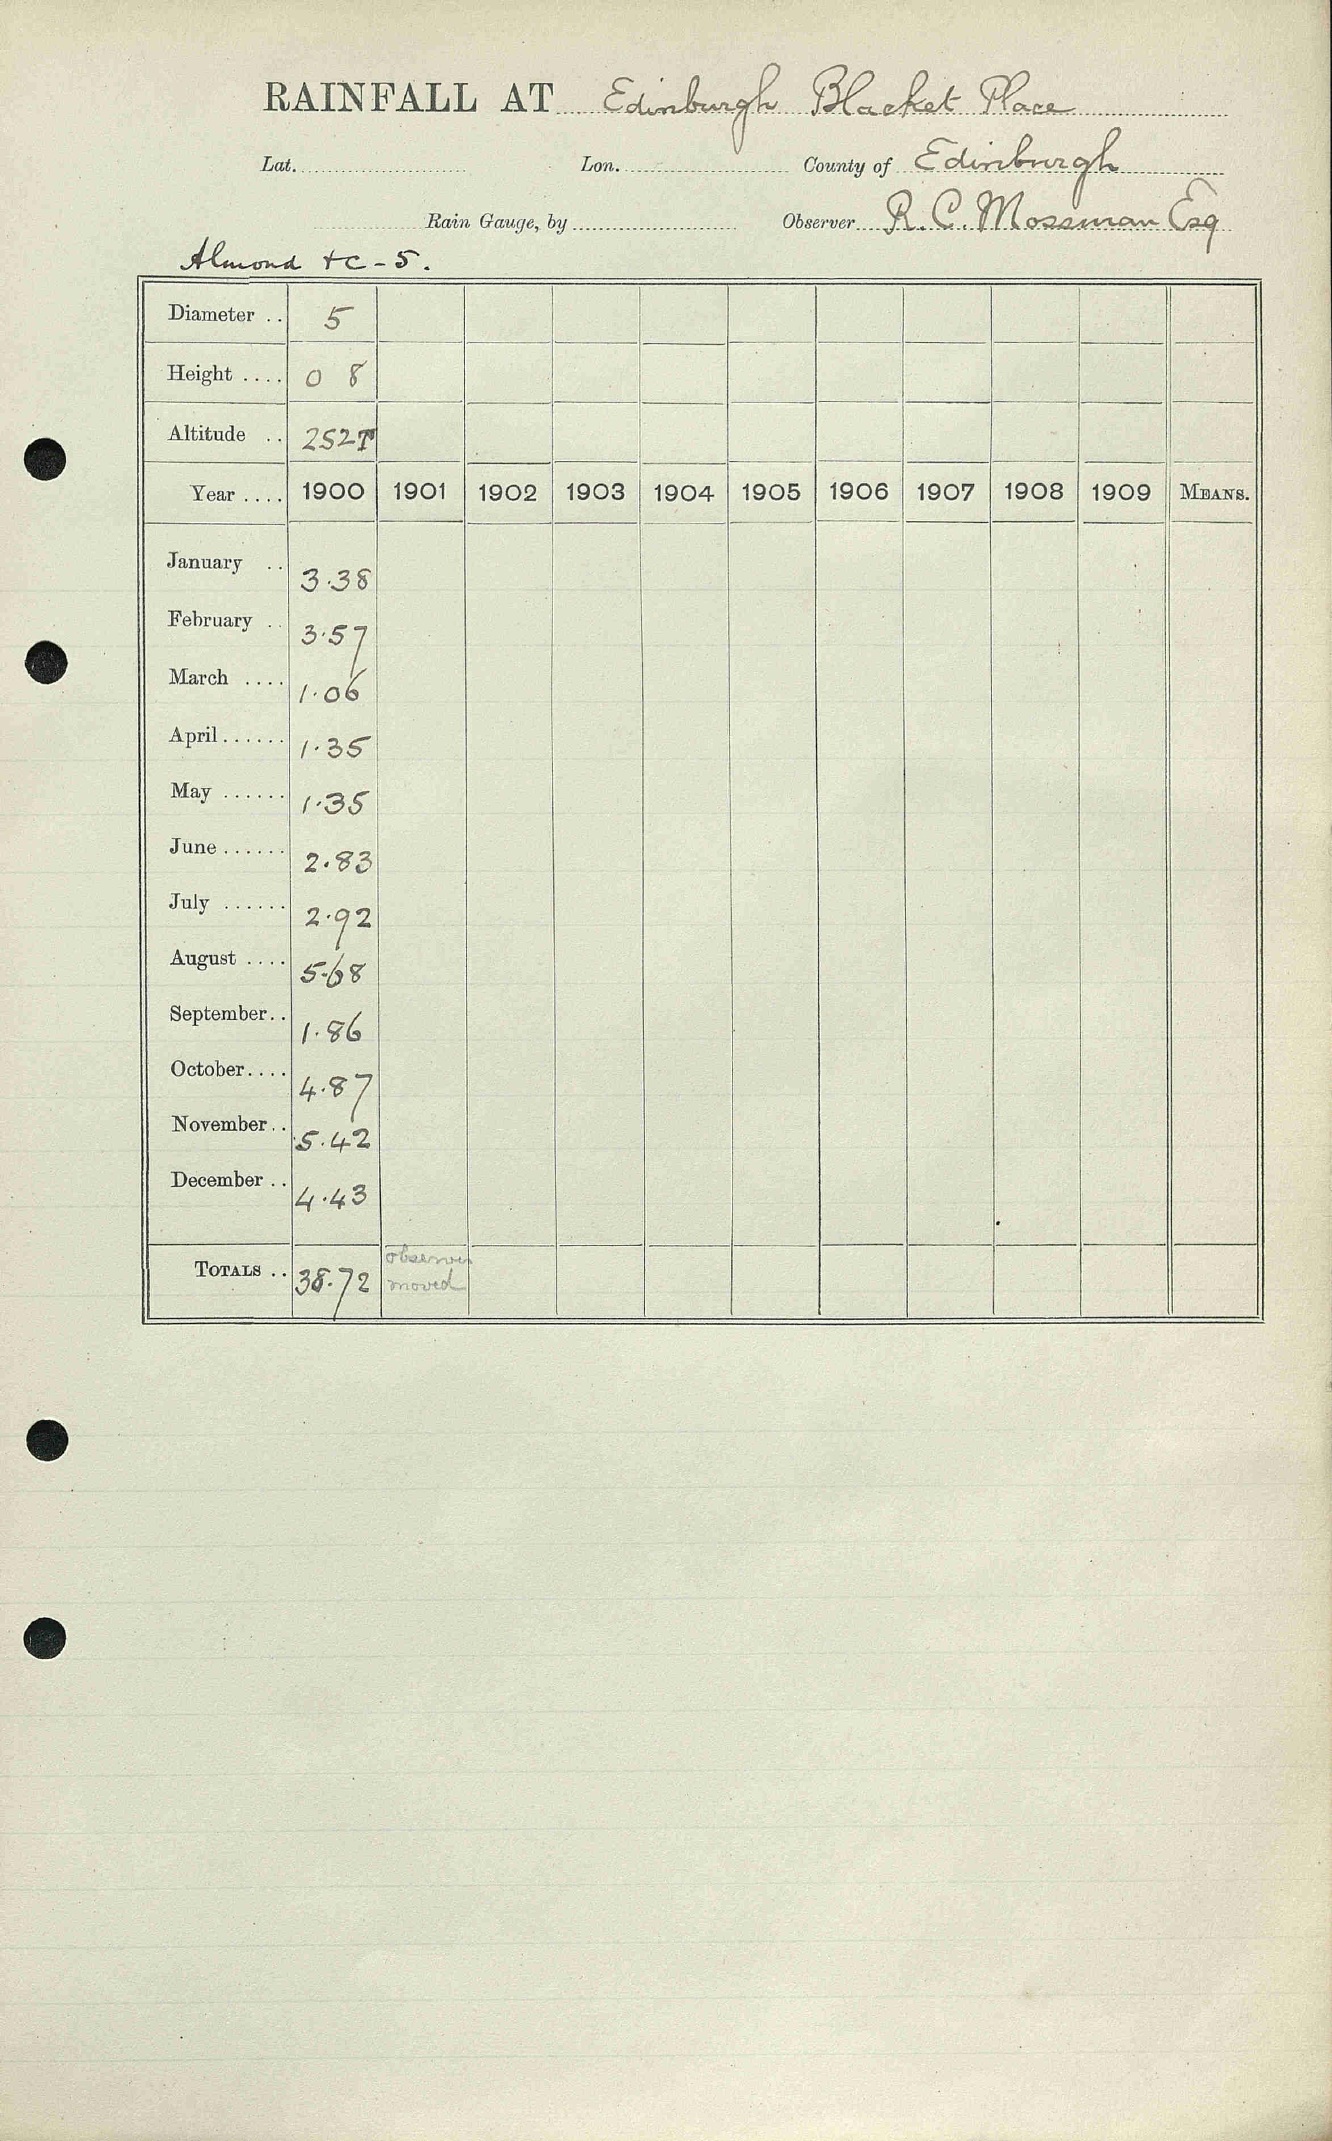 RAINFALL AT Edinburgh Blacket Place
Lat. Lon. County of Edinburgh
Rain Gauge, by Observer R. C. Mossman Esq
Almond +C - 5.
Diameter .. 5
Height .... 0 8
Altitude .. 252T
Year .... 1900 1901 1902 1903 1904 1905 1906 1907 1908 1909 MEANS.
January .. 3.38
February .. 3.57
March .... 1.06
April...... 1.35
May ...... 1.35
June...... 2.83
July ...... 2.92
August .... 5.68
September.. 1.86
October.... 4.87
November.. 5.42
December .. 4.43
TOTALS .. 38.72 observer moved